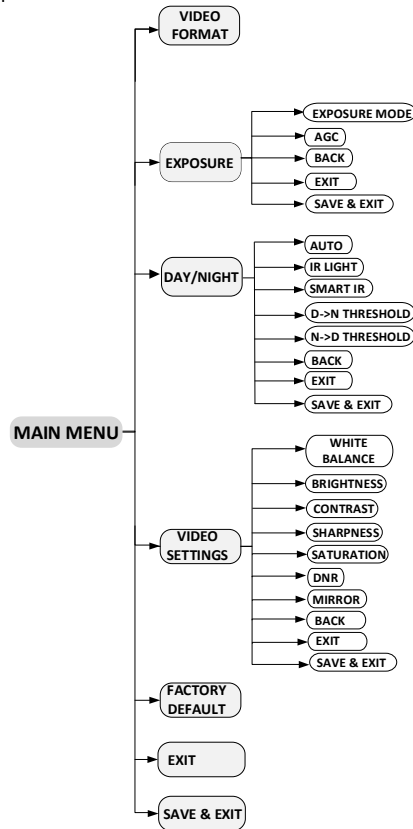 VIDEO
FORMAT
EXPOSURE
EXPOSURE MODE
AGC
BACK
EXIT
SAVE & EXIT
DAY/NIGHT
AUTO
IR LIGHT
SMART IR
D->N THRESHOLD
N->D THRESHOLD
BACK
EXIT
SAVE & EXIT
MAIN MENU
VIDEO
SETTINGS
WHITE
BALANCE
BRIGHTNESS
CONTRAST
SHARPNESS
SATURATION
DNR
MIRROR
BACK
EXIT
SAVE & EXIT
FACTORY
DEFAULT
EXIT
SAVE & EXIT